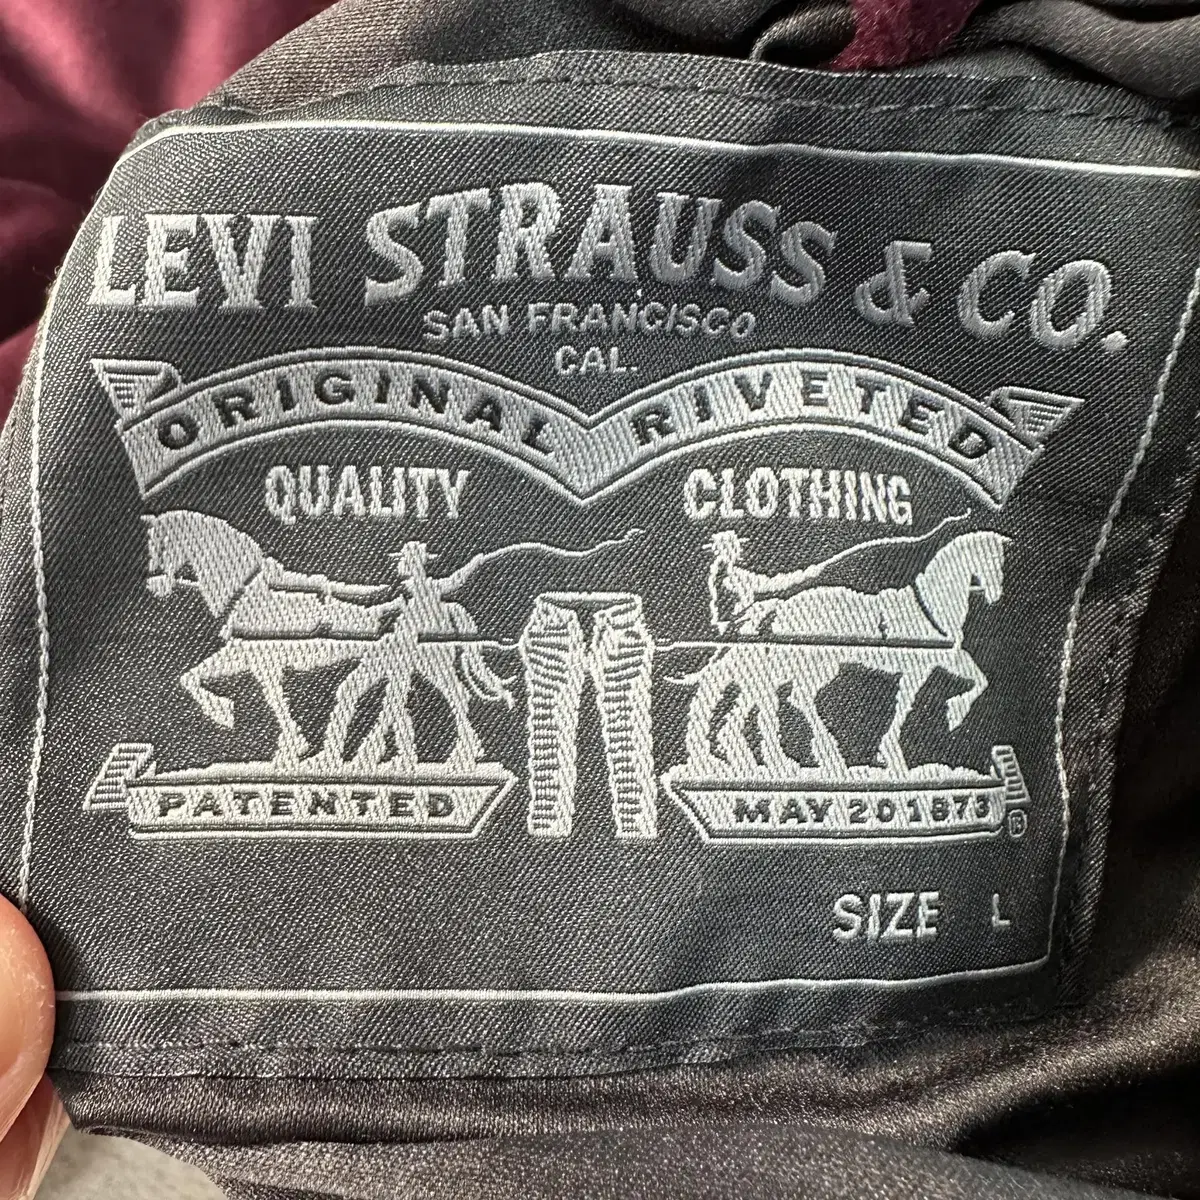 LEVI STRAUSS & CO.
SAN FRANCISCO
CAL.
ORIGINAL RIVETED
QUALITY CLOTHING
PATENTED MAY 20 1873
®
SIZE L